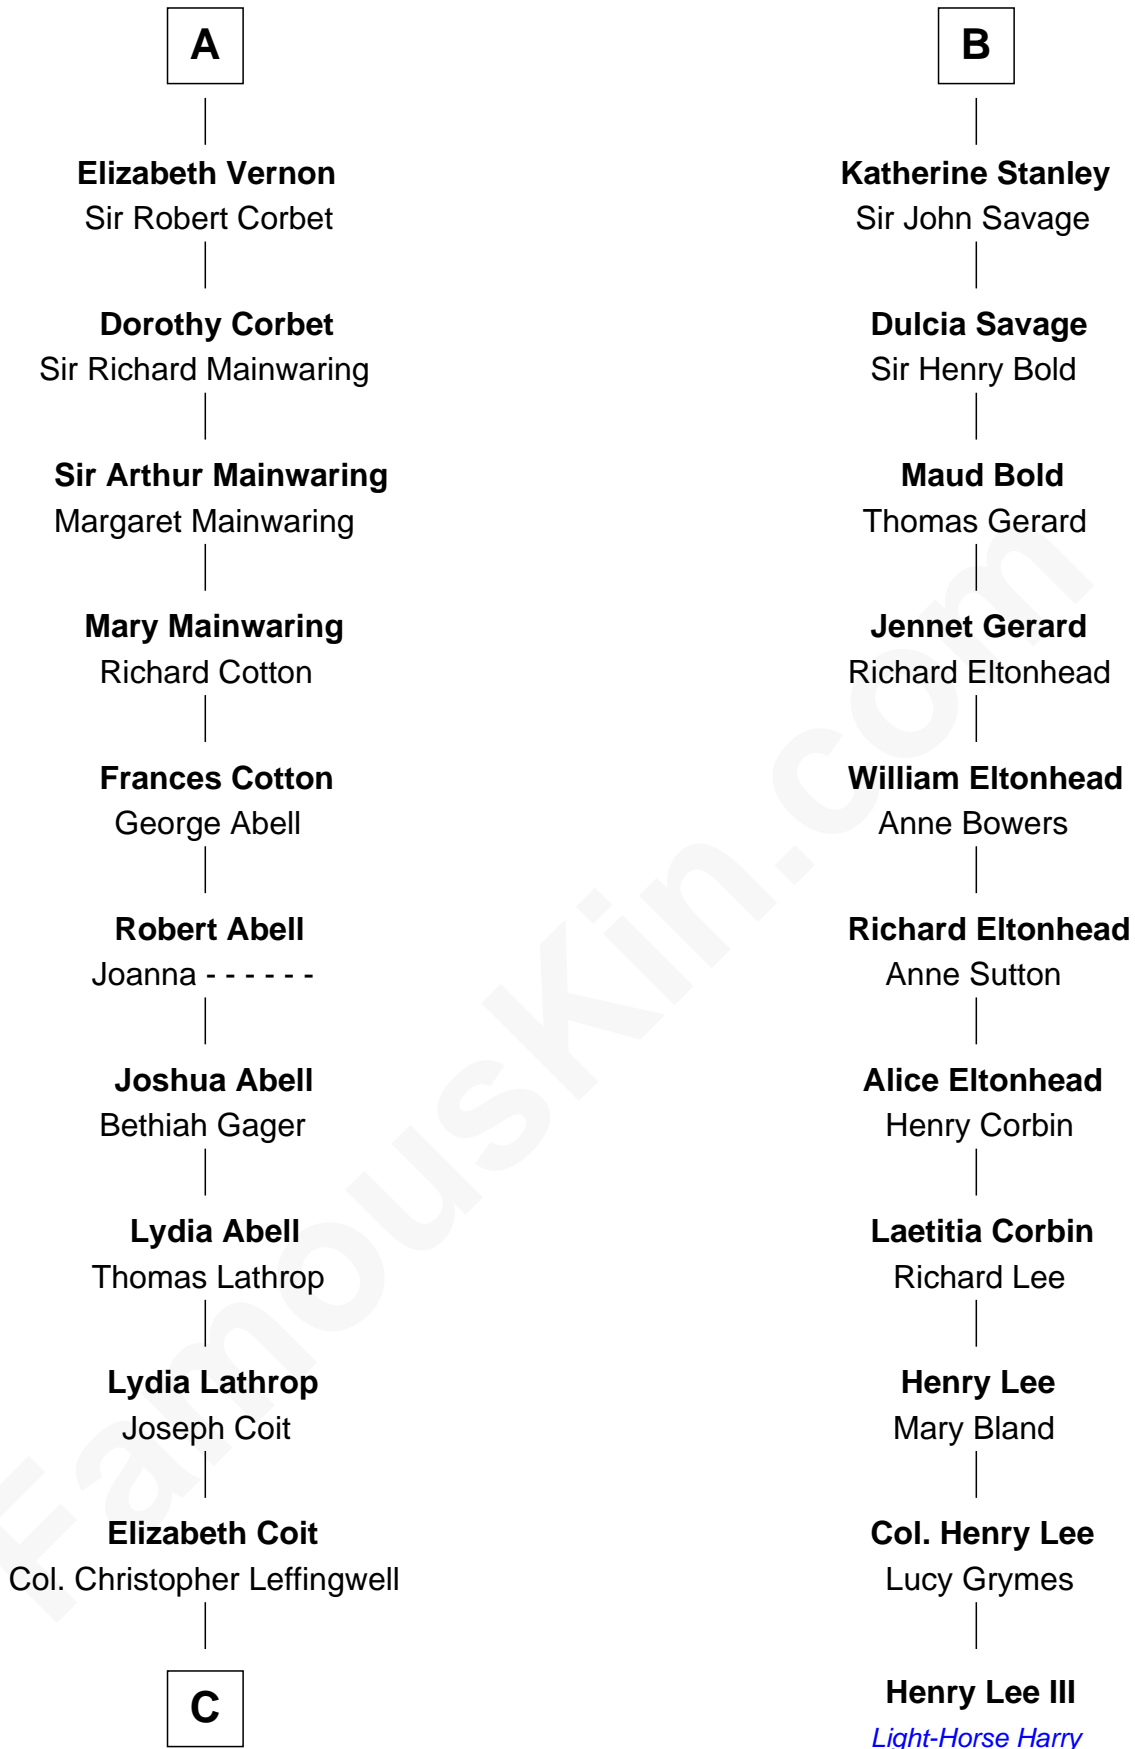 A
Elizabeth Vernon
Sir Robert Corbet
Dorothy Corbet
Sir Richard Mainwaring
Sir Arthur Mainwaring
Margaret Mainwaring
Mary Mainwaring
Richard Cotton
Frances Cotton
George Abell
Robert Abell
Joanna - - - - - -
Joshua Abell
Bethiah Gager
Lydia Abell
Thomas Lathrop
Lydia Lathrop
Joseph Coit
Elizabeth Coit
Col. Christopher Leffingwell
C
B
Katherine Stanley
Sir John Savage
Dulcia Savage
Sir Henry Bold
Maud Bold
Thomas Gerard
Jennet Gerard
Richard Eltonhead
William Eltonhead
Anne Bowers
Richard Eltonhead
Anne Sutton
Alice Eltonhead
Henry Corbin
Laetitia Corbin
Richard Lee
Henry Lee
Mary Bland
Col. Henry Lee
Lucy Grymes
Henry Lee III
Light-Horse Harry
FamousKin.com